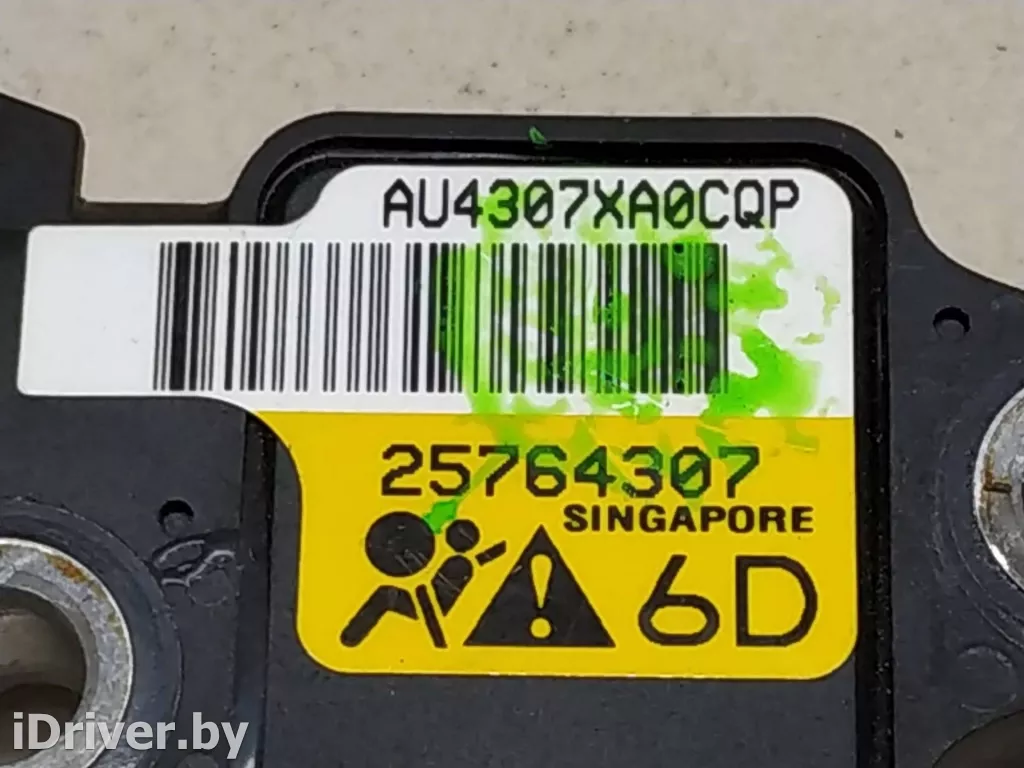 AU4307XA0CQP
25764307
SINGAPORE
6D
iDriver.by